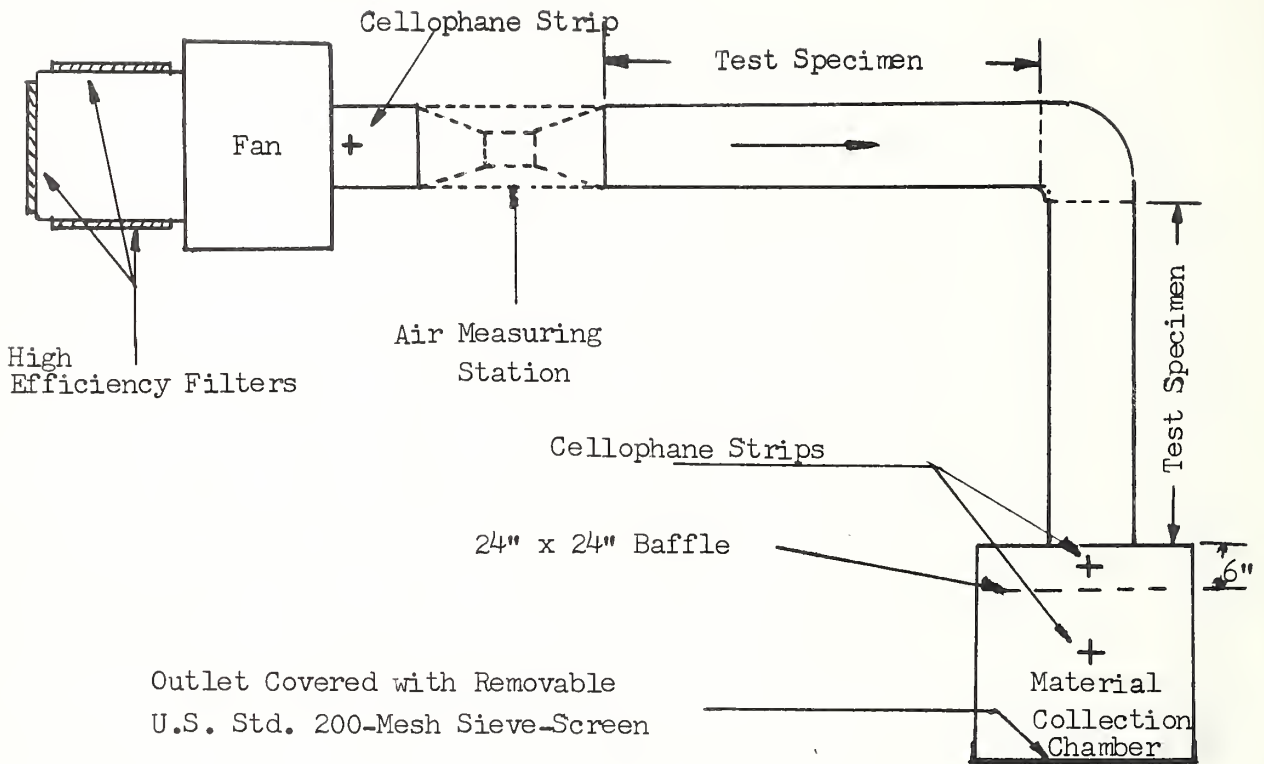 Cellophane Strip
Test Specimen
Fan
Air Measuring
Station
High
Efficiency Filters
Test Specimen
Cellophane Strips
24" x 24" Baffle
6"
Outlet Covered with Removable
U.S. Std. 200-Mesh Sieve-Screen
Material
Collection
Chamber